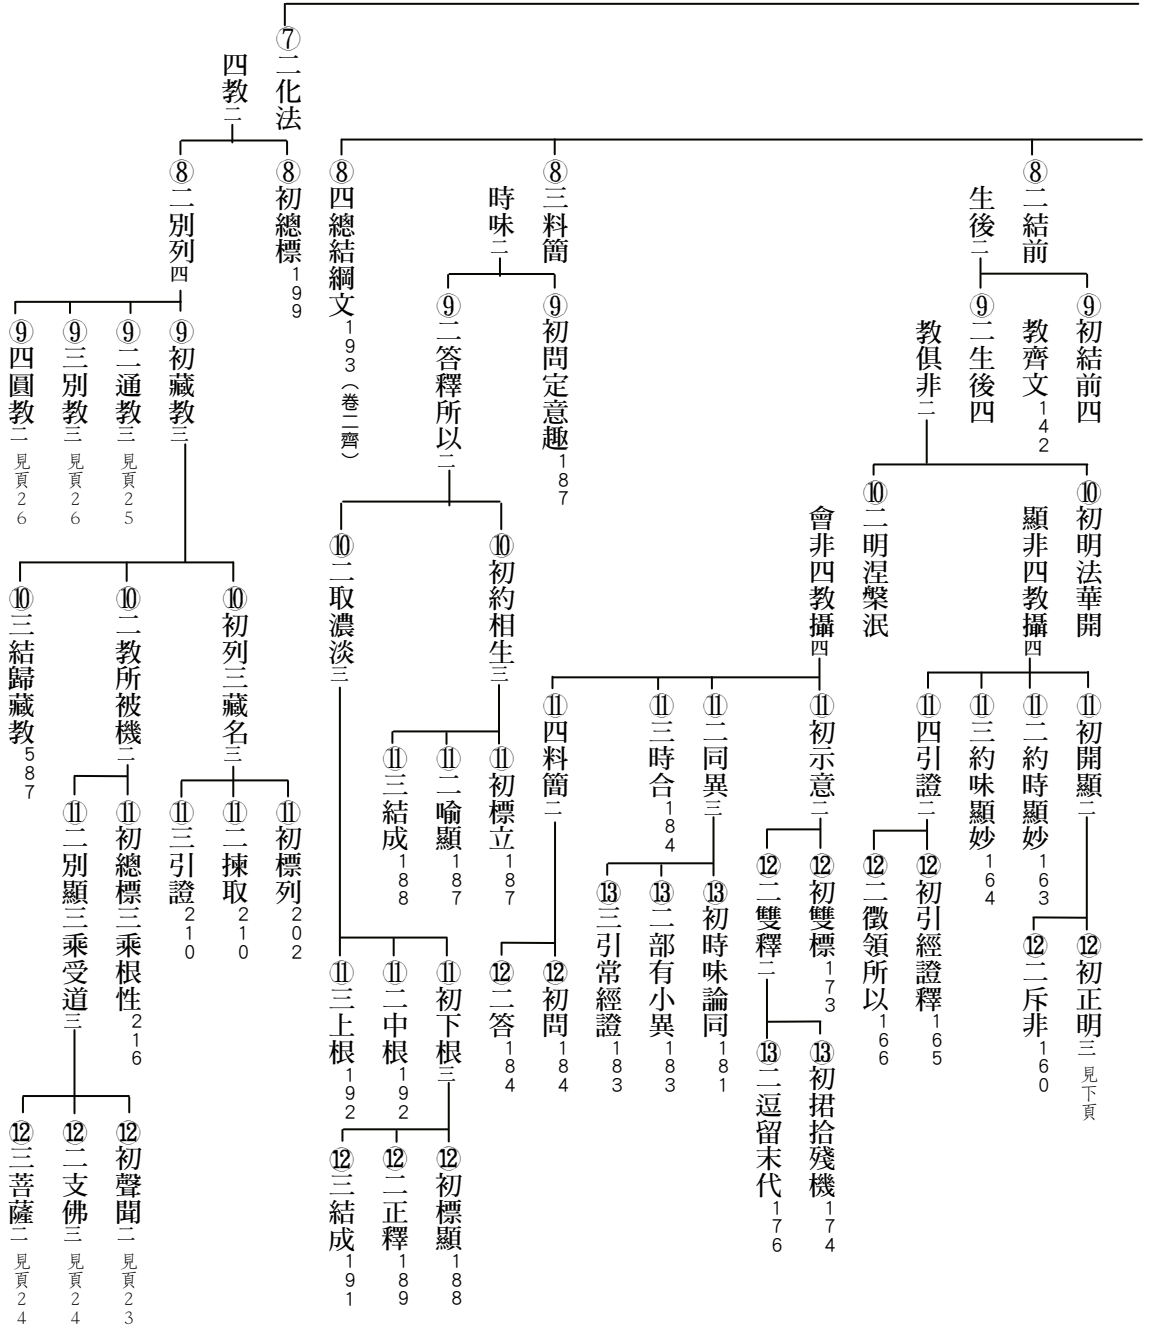 ⑧二結前
生後二
⑨初結前四
教齊文142
⑨二生後四
教俱非二
⑩初明法華開
顯非四教攝四
⑪初開顯二
⑫初正明三 見下頁
⑫二斥非160
⑪二約時顯妙163
⑪三約味顯妙164
⑪四引證二
⑫初引經證釋165
⑫二徵領所以166
⑩二明涅槃泯
會非四教攝四
⑪初示意二
⑫初雙標173
⑫二雙釋二
⑬初捃拾殘機174
⑬二逗留末代176
⑪二同異三
⑬初時味論同181
⑬二部有小異183
⑬三引常經證183
⑪三時合184
⑪四料簡二
⑫初問184
⑫二答184
⑧三料簡
時味二
⑨初問定意趣187
⑨二答釋所以二
⑩初約相生三
⑪初標立187
⑪二喻顯187
⑪三結成188
⑩二取濃淡三
⑪初下根三
⑫初標顯188
⑫二正釋189
⑫三結成191
⑪二中根192
⑪三上根192
⑧四總結綱文193（卷二齊）
⑦二化法
四教二
⑧初總標199
⑧二別列四
⑨初藏教三
⑩初列三藏名三
⑪初標列202
⑪二揀取210
⑪三引證210
⑩二教所被機二
⑪初總標三乘根性216
⑪二別顯三乘受道三
⑫初聲聞二 見頁23
⑫二支佛三 見頁24
⑫三菩薩二 見頁24
⑩三結歸藏教587
⑨二通教三 見頁25
⑨三別教三 見頁26
⑨四圓教二 見頁26